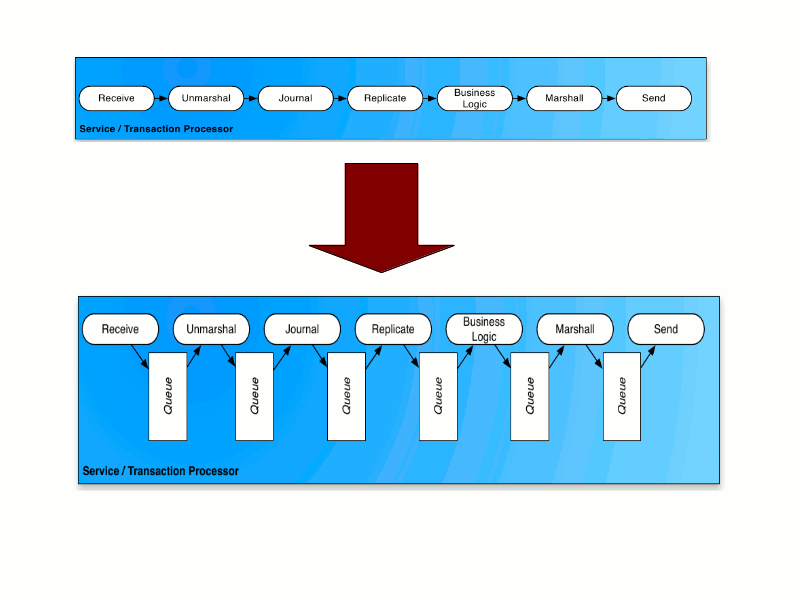 Receive
Unmarshal
Journal
Replicate
Business
Logic
Marshall
Send
Service / Transaction Processor
Receive
Unmarshal
Journal
Replicate
Business
Logic
Marshall
Send
Queue
Queue
Queue
Queue
Queue
Queue
Service / Transaction Processor